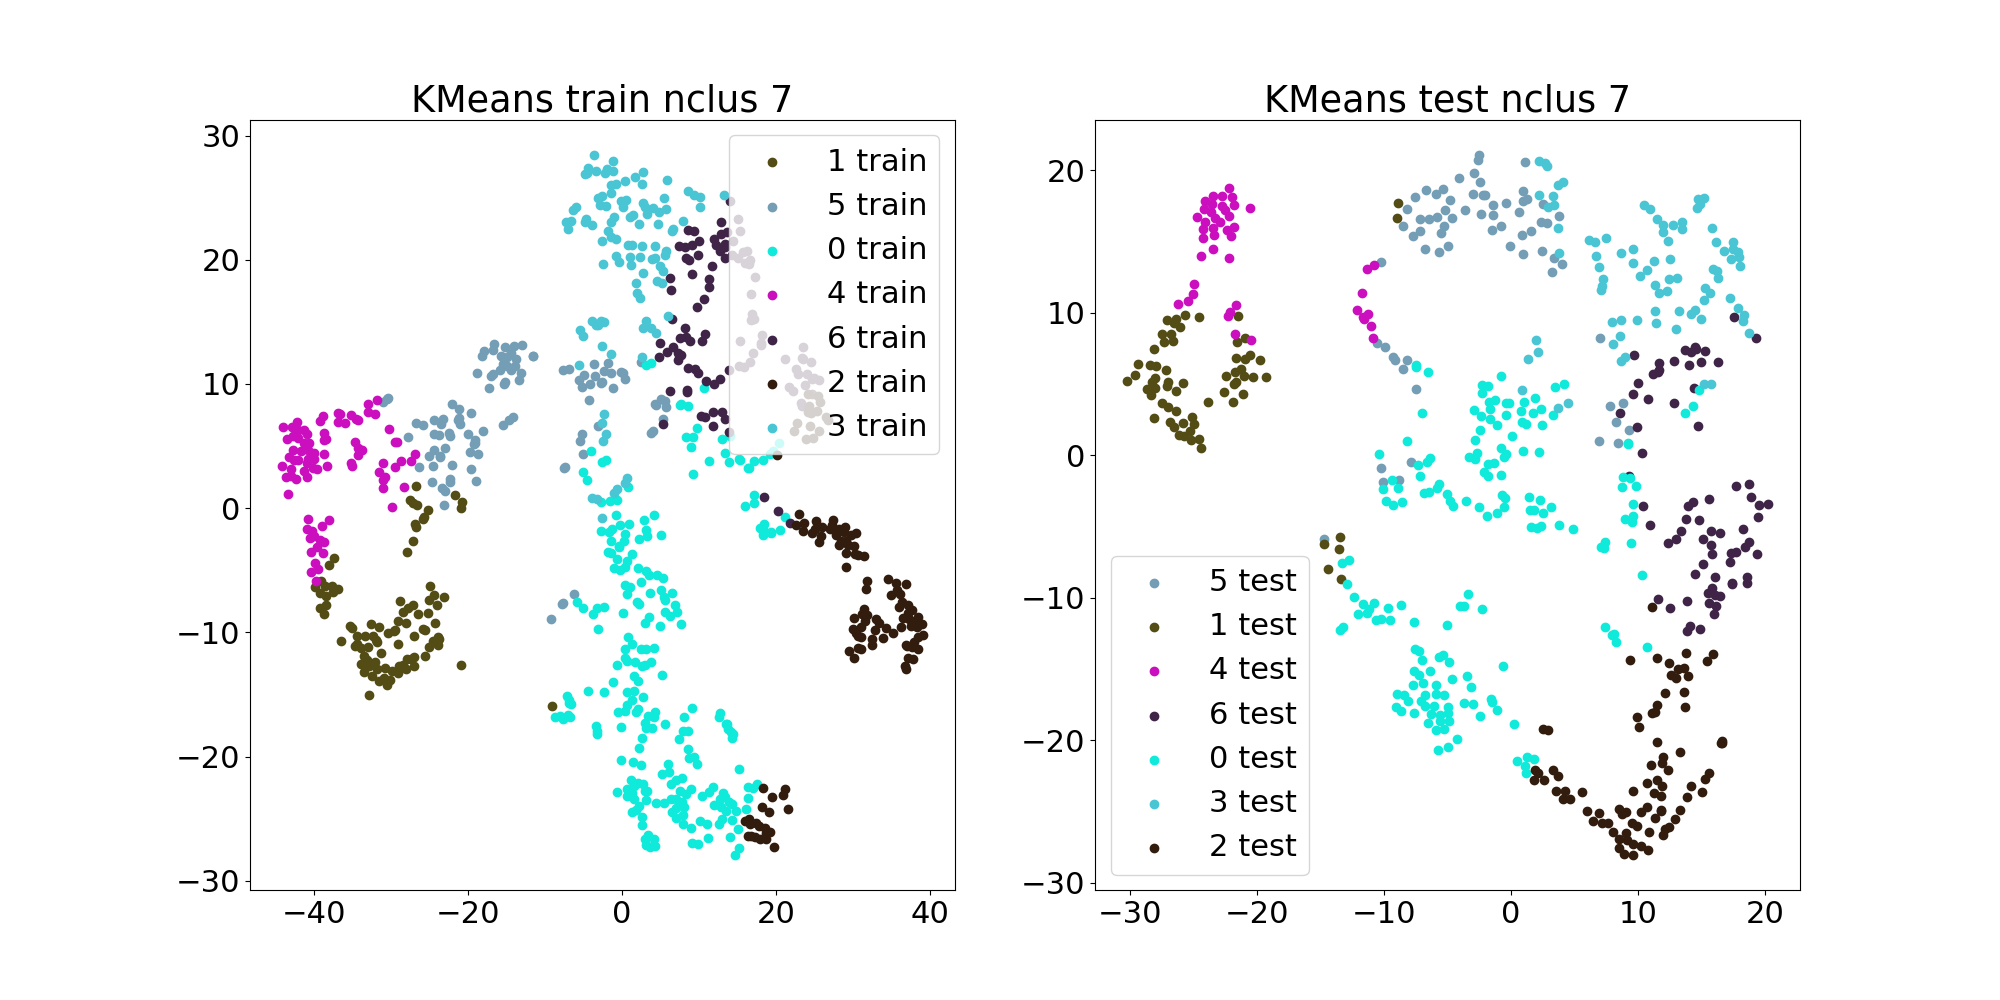 KMeans train nclus 7
30
20
10
0
−10
−20
−30
−40
−20
0
20
40
1 train
5 train
0 train
4 train
6 train
2 train
3 train
KMeans test nclus 7
20
10
0
−10
−20
−30
−30
−20
−10
0
10
20
5 test
1 test
4 test
6 test
0 test
3 test
2 test